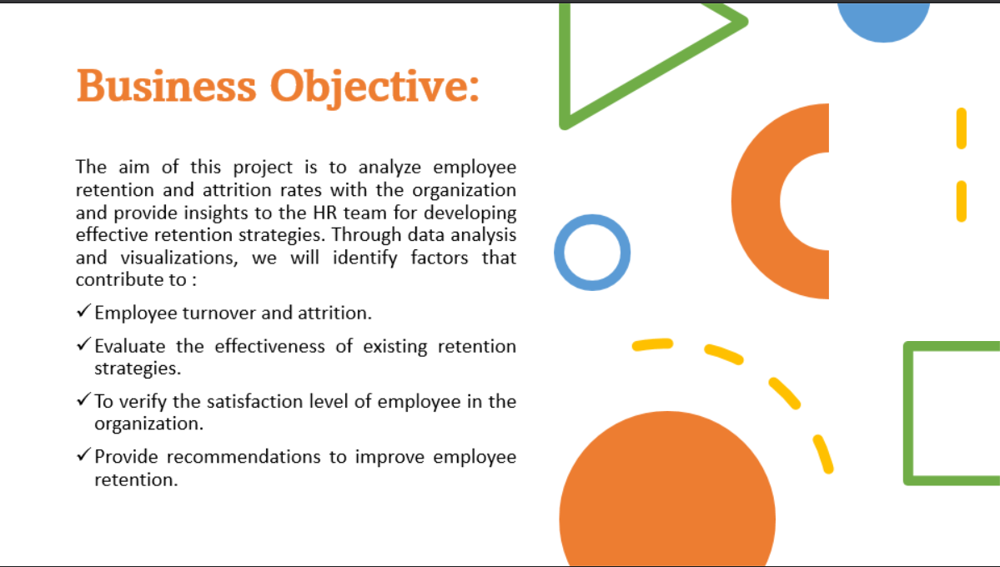 Business Objective:
The aim of this project is to analyze employee
retention and attrition rates with the organization
and provide insights to the HR team for developing
effective retention strategies. Through data analysis
and visualizations, we will identify factors that
contribute to :
✓Employee turnover and attrition.
✓Evaluate the effectiveness of existing retention
strategies.
✓To verify the satisfaction level of employee in the
organization.
✓Provide recommendations to improve employee
retention.